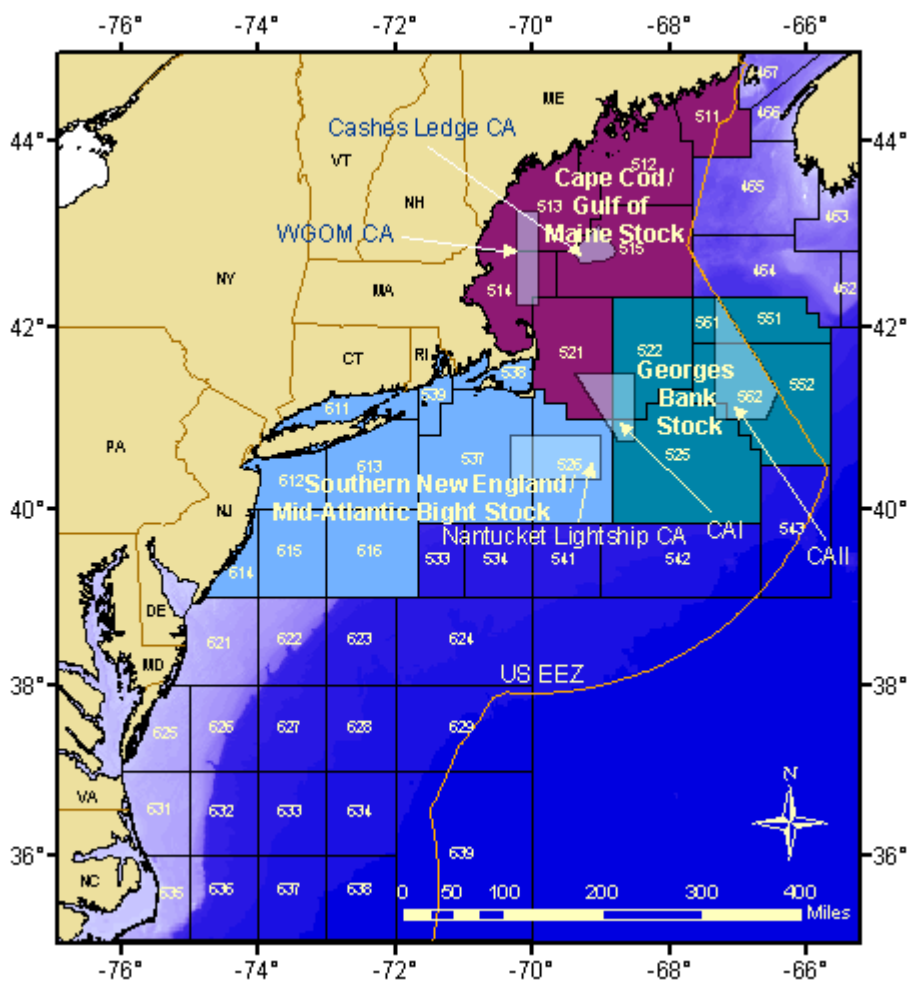 -76° -74° -72° -70° -68° -66°
467
ME
511
466
44°
44°
Cashes Ledge CA
VT
512
465
Cape Cod/
NH
513
Gulf of
463
WGOM CA
Maine Stock
515
NY
464
462
MA
514
42°
42°
561
551
CT
RI
521
522
538
Georges
552
539
562
611
Bank
Stock
PA
537
526
525
613
612
Southern New England/
NJ
Mid-Atlantic Bight Stock
40°
40°
Nantucket Lightship CA
CAI
543
615
616
533
534
541
542
CAII
614
DE
621
622
623
624
MD
US EEZ
38°
38°
625
626
627
628
629
N
VA
631
632
633
634
36°
36°
639
NC
635
636
637
638
0 50 100 200 300 400
Miles
-76° -74° -72° -70° -68° -66°